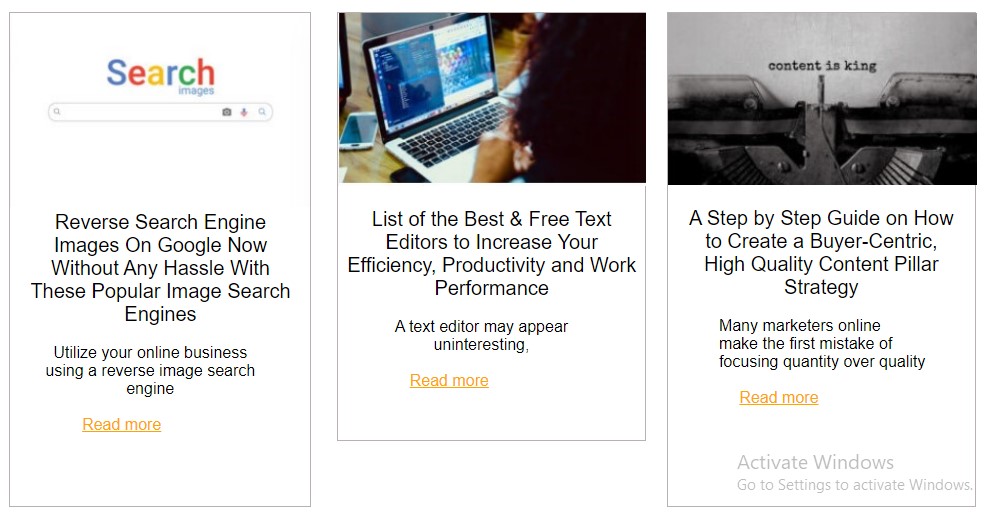 Search
images
Reverse Search Engine
Images On Google Now
Without Any Hassle With
These Popular Image Search
Engines
Utilize your online business
using a reverse image search
engine
Read more
List of the Best & Free Text
Editors to Increase Your
Efficiency, Productivity and Work
Performance
A text editor may appear
uninteresting,
Read more
content is king
A Step by Step Guide on How
to Create a Buyer-Centric,
High Quality Content Pillar
Strategy
Many marketers online
make the first mistake of
focusing quantity over quality
Read more
Activate Windows
Go to Settings to activate Windows.